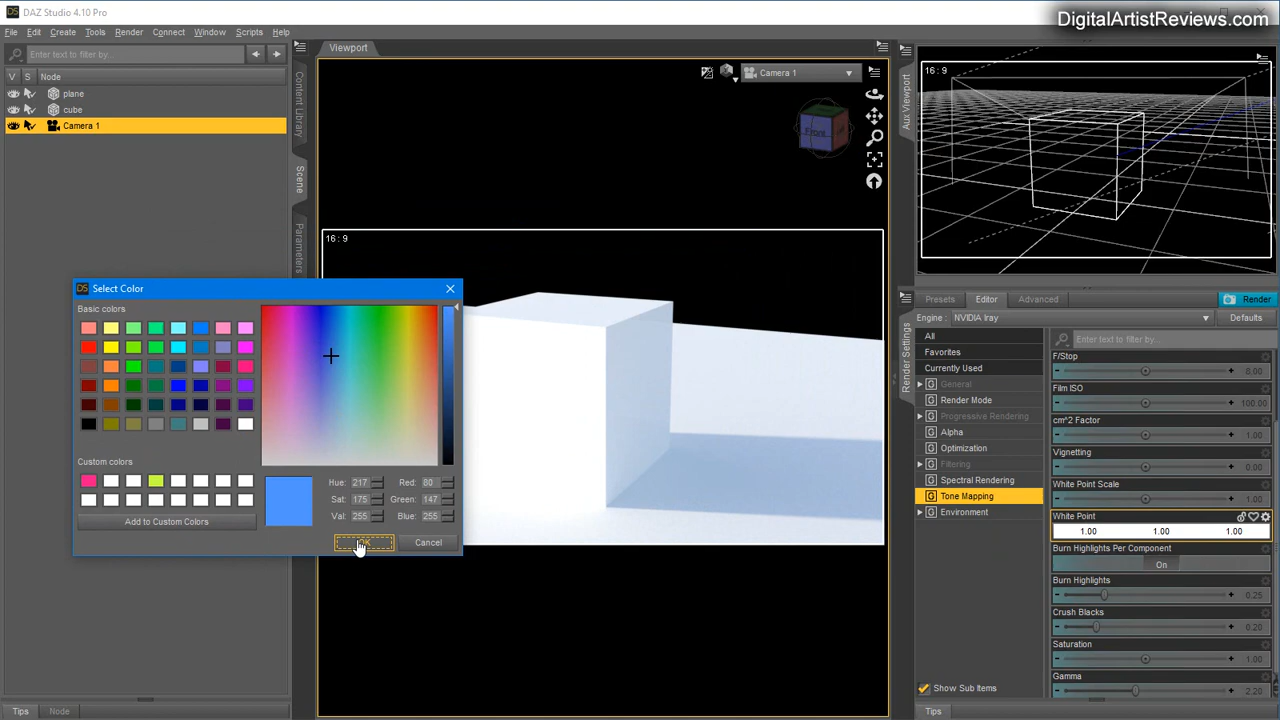 DAZ Studio 4.10 Pro
DigitalArtistReviews.com
File Edit Create Tools Render Connect Window Scripts Help
Enter text to filter by...
V S Node
plane
cube
Camera 1
Content Library
Scene
Parameters
Viewport
Camera 1
Front
16 : 9
Aux Viewport
16 : 9
Select Color
Basic colors
Custom colors
Hue: 217 Red: 80
Sat: 175 Green: 147
Val: 255 Blue: 255
Add to Custom Colors
OK Cancel
Render Settings
Presets Editor Advanced Render
Engine : NVIDIA Iray Defaults
All
Favorites
Currently Used
G General
G Render Mode
G Progressive Rendering
G Alpha
G Optimization
G Filtering
G Spectral Rendering
G Tone Mapping
G Environment
Show Sub Items
Enter text to filter by...
F/Stop
8.00
Film ISO
100.00
cm^2 Factor
1.00
Vignetting
0.00
White Point Scale
1.00
White Point
1.00 1.00 1.00
Burn Highlights Per Component
On
Burn Highlights
0.25
Crush Blacks
0.20
Saturation
1.00
Gamma
2.20
Tips Node
Tips